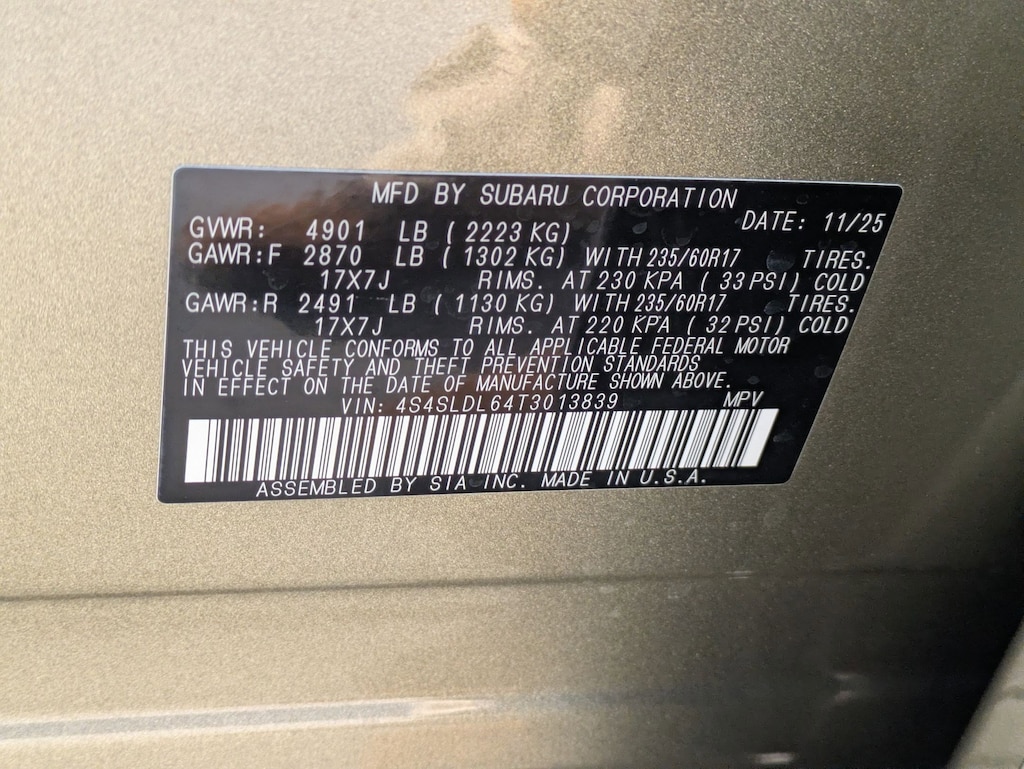 MFD BY SUBARU CORPORATION
GVWR: 4901 LB ( 2223 KG) DATE: 11/25
GAWR:F 2870 LB ( 1302 KG) WITH 235/60R17 TIRES.
17X7J RIMS. AT 230 KPA ( 33 PSI) COLD
GAWR:R 2491 LB ( 1130 KG) WITH 235/60R17 TIRES.
17X7J RIMS. AT 220 KPA ( 32 PSI) COLD
THIS VEHICLE CONFORMS TO ALL APPLICABLE FEDERAL MOTOR
VEHICLE SAFETY AND THEFT PREVENTION STANDARDS
IN EFFECT ON THE DATE OF MANUFACTURE SHOWN ABOVE.
VIN: 4S4SLDL64T3013839 MPV
ASSEMBLED BY SIA INC. MADE IN U.S.A.